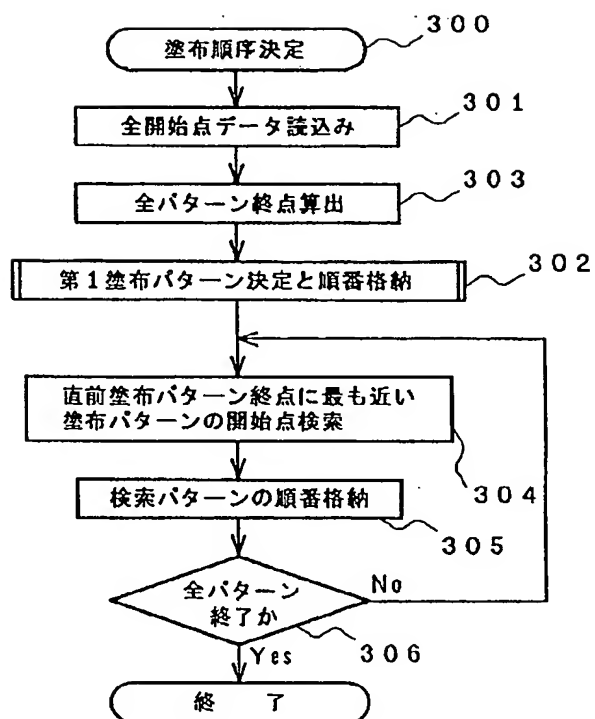 塗布順序決定
300
全開始点データ読込み
301
全パターン終点算出
303
第1塗布パターン決定と順番格納
302
直前塗布パターン終点に最も近い
塗布パターンの開始点検索
304
検索パターンの順番格納
305
全パターン
終了か
No
306
Yes
終 了